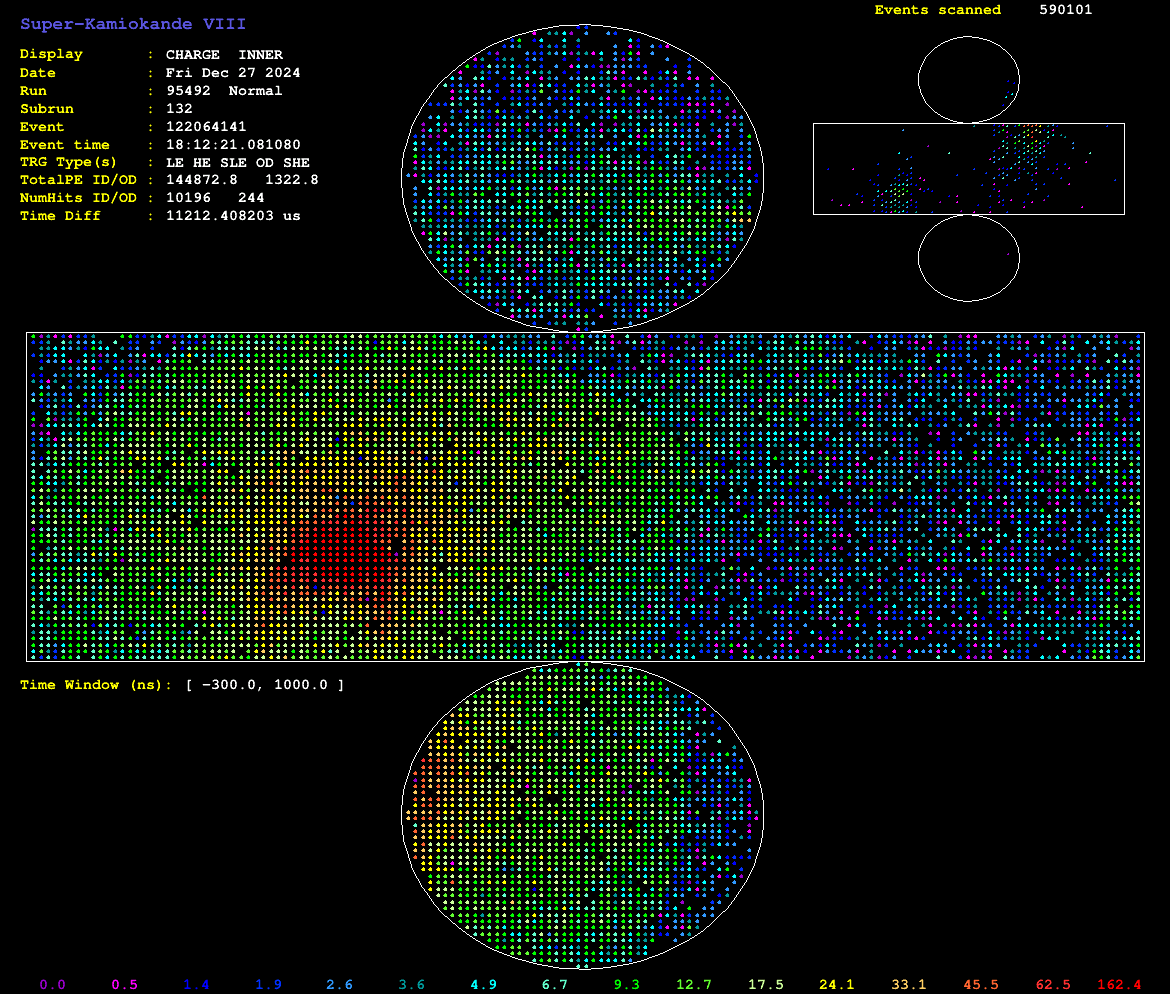 Super-Kamiokande VIII
Events scanned 590101
Display : CHARGE INNER
Date : Fri Dec 27 2024
Run : 95492 Normal
Subrun : 132
Event : 122064141
Event time : 18:12:21.081080
TRG Type(s) : LE HE SLE OD SHE
TotalPE ID/OD : 144872.8 1322.8
NumHits ID/OD : 10196 244
Time Diff : 11212.408203 us
Time Window (ns): [ −300.0, 1000.0 ]
0.0 0.5 1.4 1.9 2.6 3.6 4.9 6.7 9.3 12.7 17.5 24.1 33.1 45.5 62.5 162.4